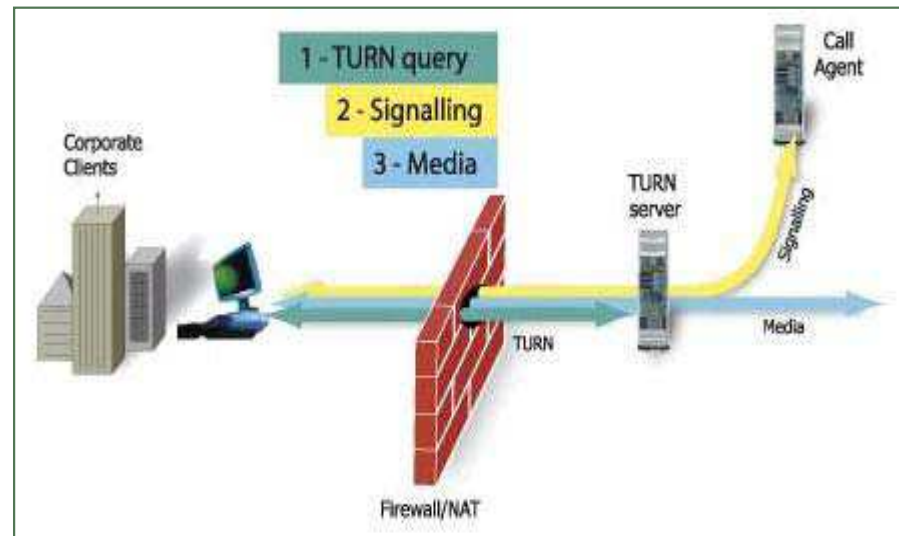 1 - TURN query
2 - Signalling
3 - Media
Call
Agent
Corporate
Clients
TURN
server
Signalling
TURN
Media
Firewall/NAT